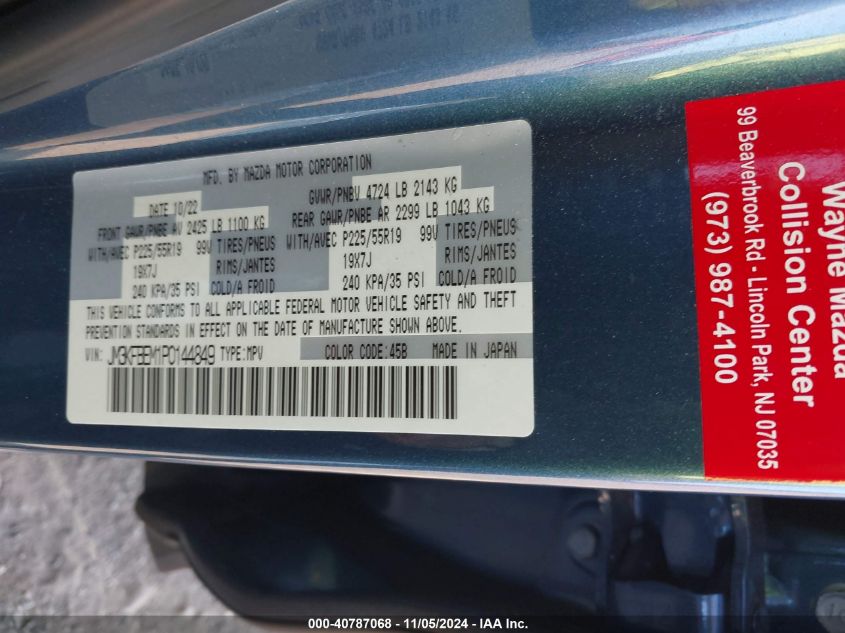 MFD. BY MAZDA MOTOR CORPORATION
DATE 10/22 GVWR/PNBV 4724 LB 2143 KG
FRONT GAWR/PNBE AV 2425 LB 1100 KG REAR GAWR/PNBE AR 2299 LB 1043 KG
WITH/AVEC P225/55R19 99V TIRES/PNEUS WITH/AVEC P225/55R19 99V TIRES/PNEUS
19X7J RIMS/JANTES 19X7J RIMS/JANTES
240 KPA/35 PSI COLD/A FROID 240 KPA/35 PSI COLD/A FROID
THIS VEHICLE CONFORMS TO ALL APPLICABLE FEDERAL MOTOR VEHICLE SAFETY AND THEFT
PREVENTION STANDARDS IN EFFECT ON THE DATE OF MANUFACTURE SHOWN ABOVE.
VIN: JM3KFBEM1P0144849 TYPE:MPV COLOR CODE:45B MADE IN JAPAN
Wayne Mazda
Collision Center
99 Beaverbrook Rd - Lincoln Park, NJ 07035
(973) 987-4100
000-40787068 - 11/05/2024 - IAA Inc.